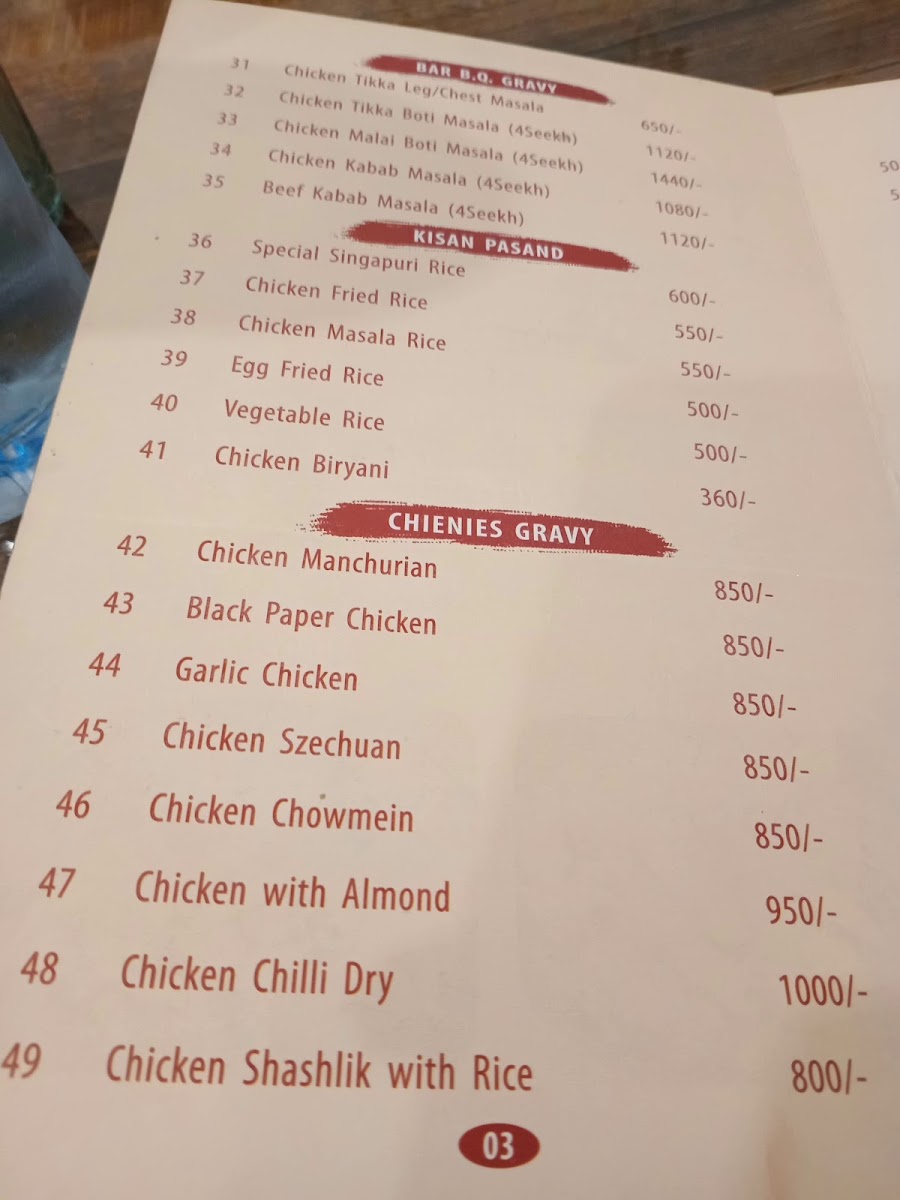 BAR B.Q. GRAVY
31 Chicken Tikka Leg/Chest Masala 650/-
32 Chicken Tikka Boti Masala (4Seekh) 1120/-
33 Chicken Malai Boti Masala (4Seekh) 1440/-
34 Chicken Kabab Masala (4Seekh) 1080/-
35 Beef Kabab Masala (4Seekh) 1120/-
KISAN PASAND
36 Special Singapuri Rice 600/-
37 Chicken Fried Rice 550/-
38 Chicken Masala Rice 550/-
39 Egg Fried Rice 500/-
40 Vegetable Rice 500/-
41 Chicken Biryani 360/-
CHIENIES GRAVY
42 Chicken Manchurian 850/-
43 Black Paper Chicken 850/-
44 Garlic Chicken 850/-
45 Chicken Szechuan 850/-
46 Chicken Chowmein 850/-
47 Chicken with Almond 950/-
48 Chicken Chilli Dry 1000/-
49 Chicken Shashlik with Rice 800/-
03